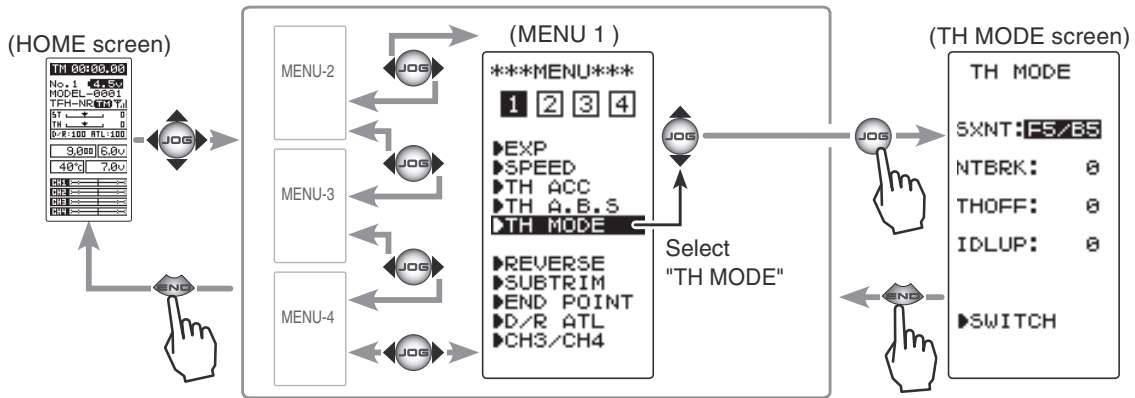 (HOME screen)
TM 00:00.00
No.1 4.5v
MODEL-0001
TFH-NR TM
ST 0
TH 0
D/R:100 ATL:100
9,000 6.0v
40°c 7.0v
CH1
CH2
CH3
CH4
END
JOG
MENU-2
JOG
MENU-3
JOG
MENU-4
JOG
JOG
(MENU 1 )
***MENU***
1 2 3 4
EXP
SPEED
TH ACC
TH A.B.S
TH MODE
REVERSE
SUBTRIM
END POINT
D/R ATL
CH3/CH4
JOG
Select
"TH MODE"
JOG
END
(TH MODE screen)
TH MODE
SXNT:F5/B5
NTBRK: 0
THOFF: 0
IDLUP: 0
SWITCH